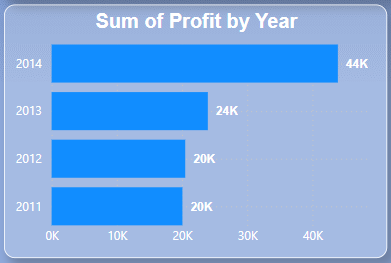 Sum of Profit by Year
2014 44K
2013 24K
2012 20K
2011 20K
0K 10K 20K 30K 40K